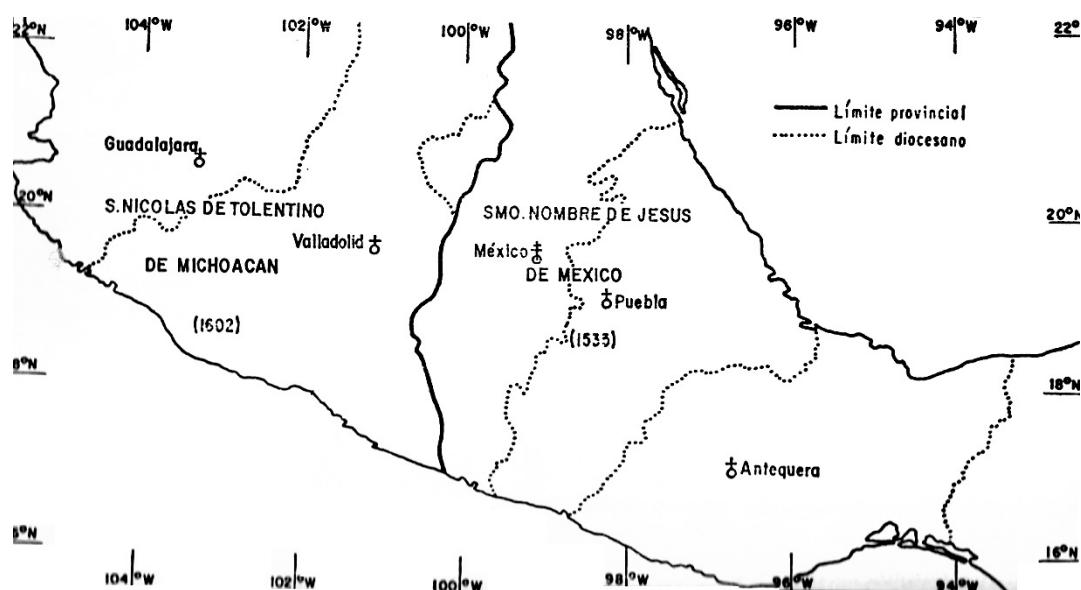 104°W
102°W
100°W
98°W
96°W
94°W
22°N
22°N
Límite provincial
Límite diocesano
Guadalajara
20°N
20°N
S.NICOLAS DE TOLENTINO
SMO. NOMBRE DE JESUS
Valladolid
México
DE MICHOACAN
DE MEXICO
Puebla
(1602)
(1533)
8°N
18°N
Antequera
6°N
16°N
104°W
102°W
100°W
98°W
96°W
94°W